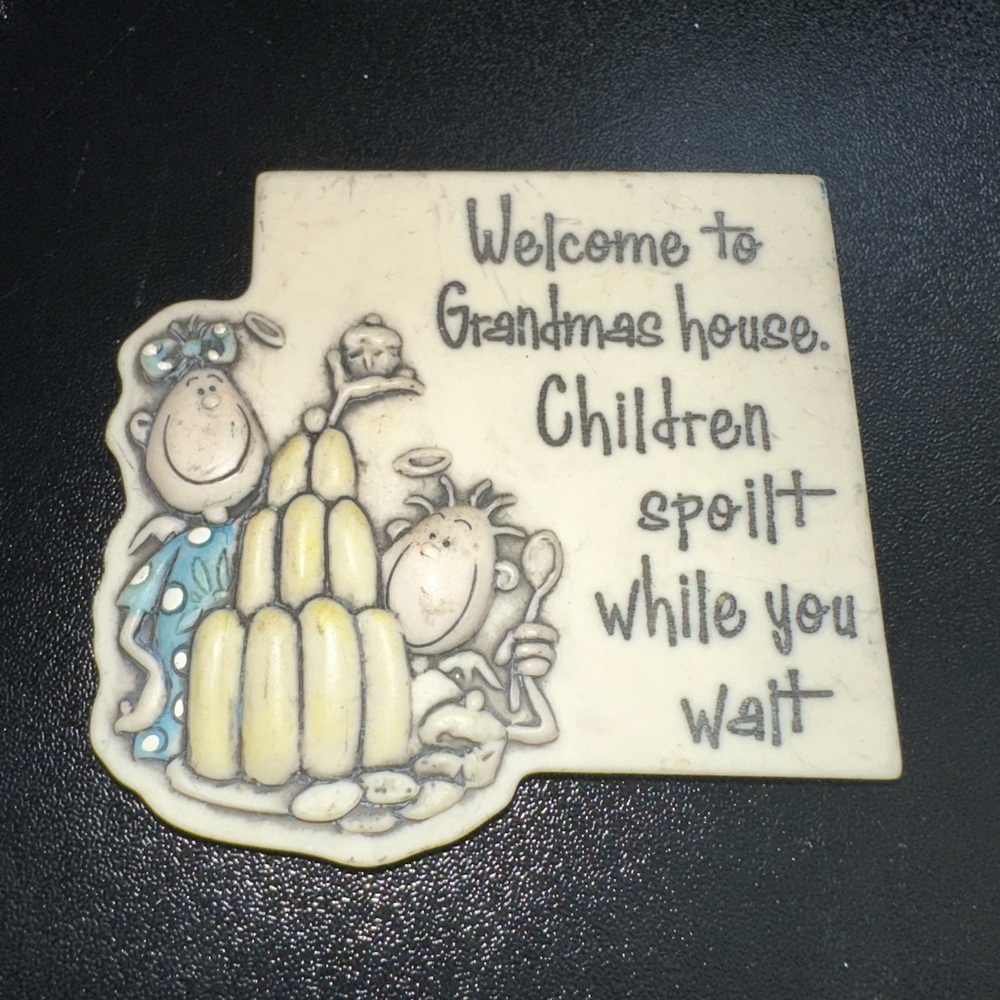 Welcome to
Grandmas house.
Children
spoilt
while you
wait